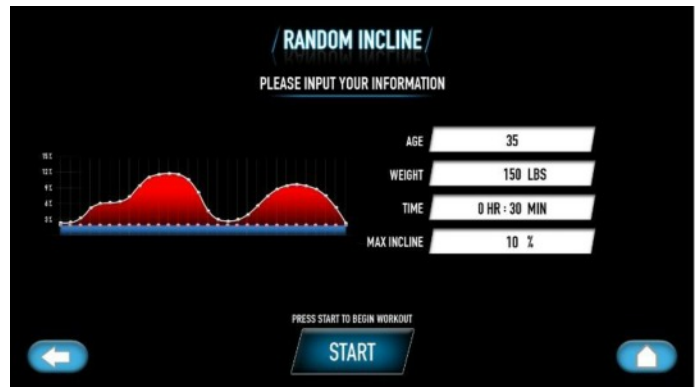 RANDOM INCLINE
PLEASE INPUT YOUR INFORMATION
AGE 35
WEIGHT 150 LBS
TIME 0 HR : 30 MIN
MAX INCLINE 10 %
PRESS START TO BEGIN WORKOUT
START